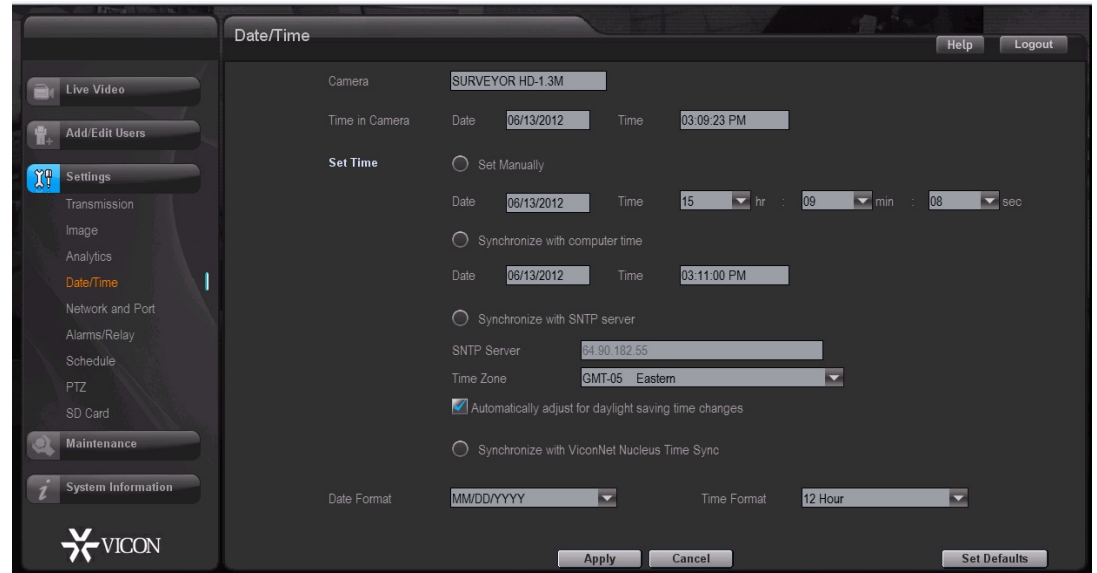 Date/Time
Help Logout
Live Video
Add/Edit Users
Settings
Transmission
Image
Analytics
Date/Time
Network and Port
Alarms/Relay
Schedule
PTZ
SD Card
Maintenance
System Information
VICON
Camera SURVEYOR HD-1.3M
Time in Camera Date 06/13/2012 Time 03:09:23 PM
Set Time Set Manually
Date 06/13/2012 Time 15 hr : 09 min : 08 sec
Synchronize with computer time
Date 06/13/2012 Time 03:11:00 PM
Synchronize with SNTP server
SNTP Server 64.90.182.55
Time Zone GMT-05 Eastern
Automatically adjust for daylight saving time changes
Synchronize with ViconNet Nucleus Time Sync
Date Format MM/DD/YYYY Time Format 12 Hour
Apply Cancel Set Defaults